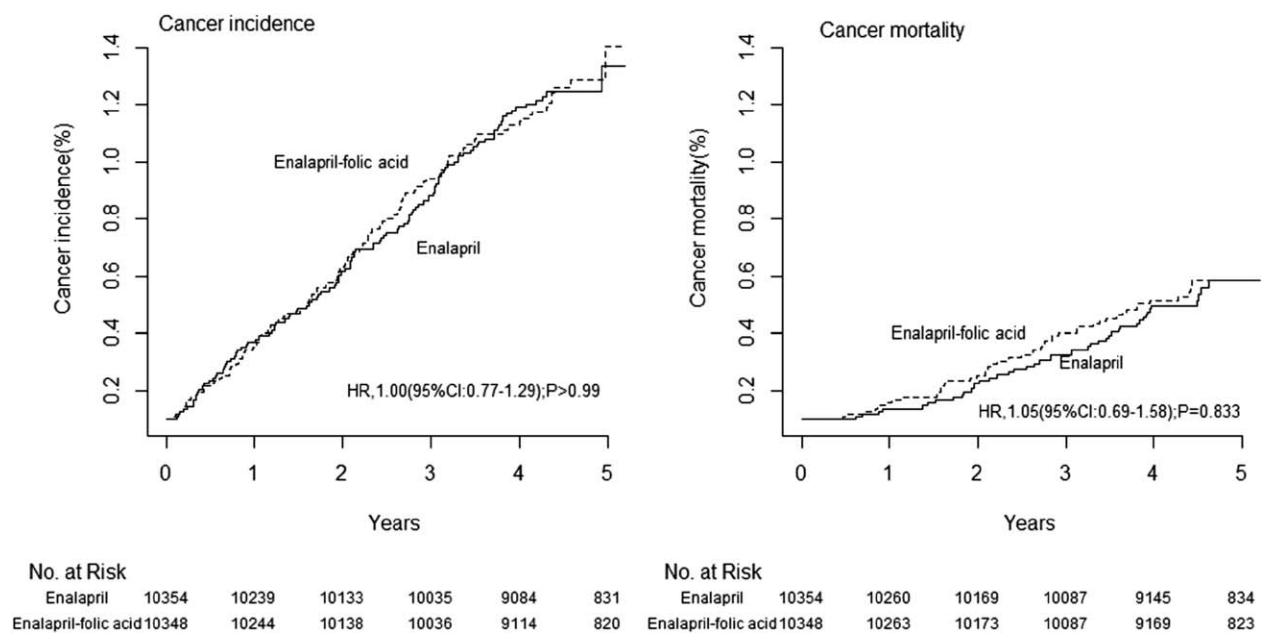 Cancer incidence
Cancer incidence(%)
1.4
1.2
1.0
0.8
0.6
0.4
0.2
Enalapril-folic acid
Enalapril
HR,1.00(95%CI:0.77-1.29);P>0.99
0 1 2 3 4 5
Years
No. at Risk
Enalapril 10354 10239 10133 10035 9084 831
Enalapril-folic acid 10348 10244 10138 10036 9114 820
Cancer mortality
Cancer mortality(%)
1.4
1.2
1.0
0.8
0.6
0.4
0.2
Enalapril-folic acid
Enalapril
HR,1.05(95%CI:0.69-1.58);P=0.833
0 1 2 3 4 5
Years
No. at Risk
Enalapril 10354 10260 10169 10087 9145 834
Enalapril-folic acid 10348 10263 10173 10087 9169 823